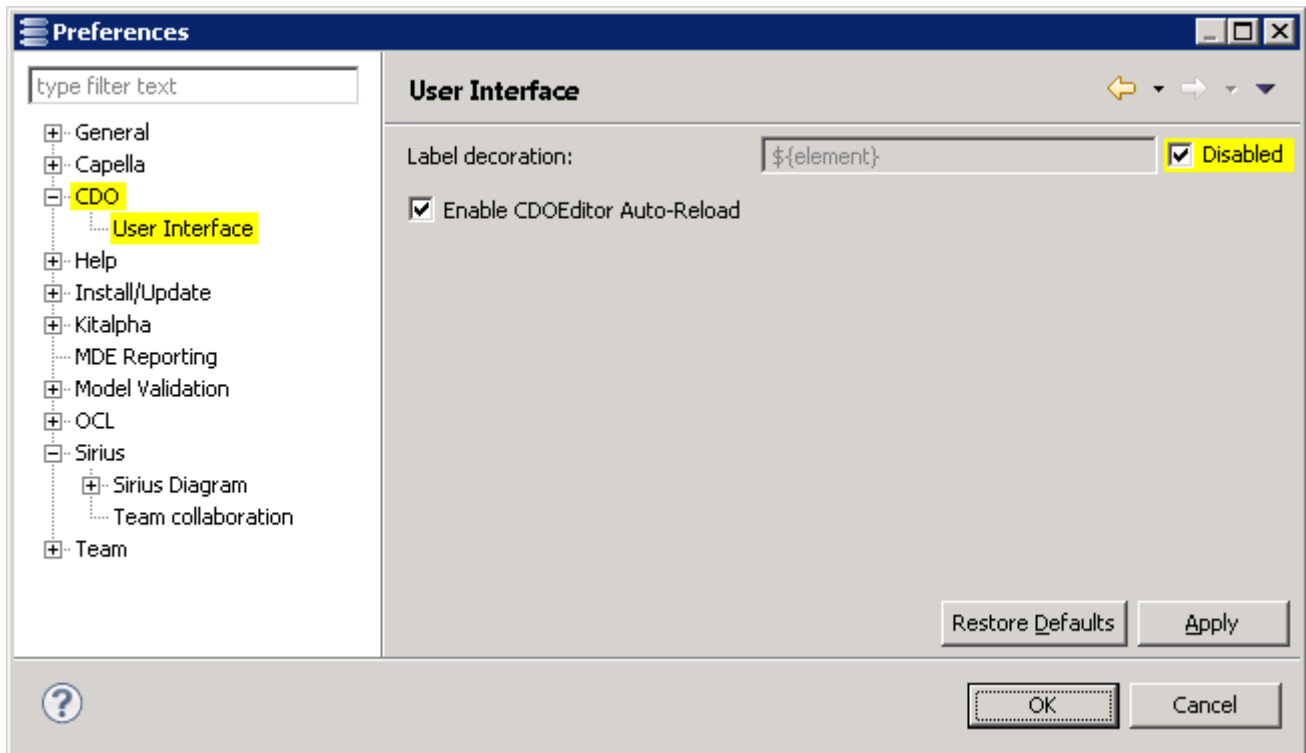 Preferences
type filter text
General
Capella
CDO
User Interface
Help
Install/Update
Kitalpha
MDE Reporting
Model Validation
OCL
Sirius
Sirius Diagram
Team collaboration
Team
User Interface
Label decoration: ${element} Disabled
Enable CDOEditor Auto-Reload
Restore Defaults Apply
OK Cancel